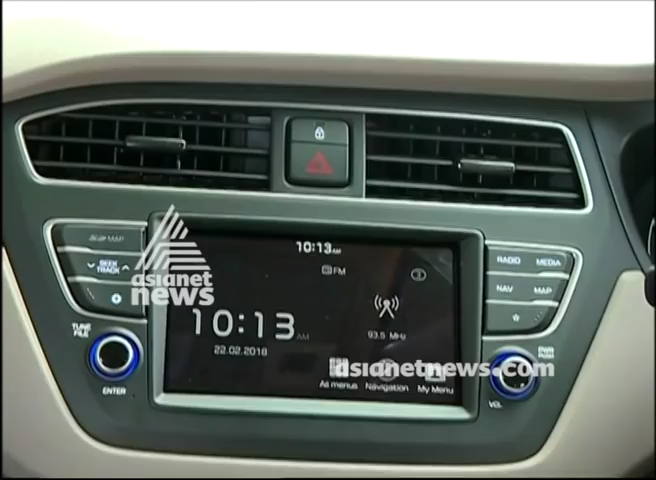 10:13 AM
FM
MAP
SEEK
TRACK
RADIO
MEDIA
NAV
MAP
asianet
news
10:13 AM
22.02.2018
93.5 MHz
TUNE
FILE
ENTER
PWR
PUSH
VOL
asianetnews.com
All menus
Navigation
My Menu